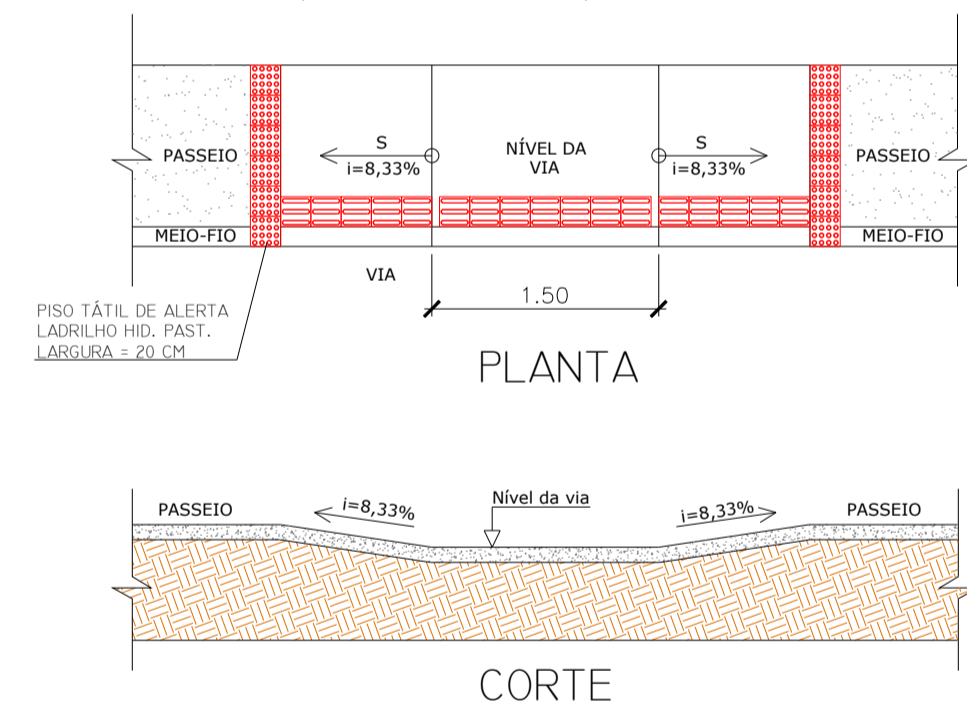 PASSEIO
S
i=8,33%
NÍVEL DA
VIA
S
i=8,33%
PASSEIO
MEIO-FIO
MEIO-FIO
VIA
1.50
PISO TÁTIL DE ALERTA
LADRILHO HID. PAST.
LARGURA = 20 CM
PLANTA
PASSEIO
i=8,33%
Nível da via
i=8,33%
PASSEIO
CORTE